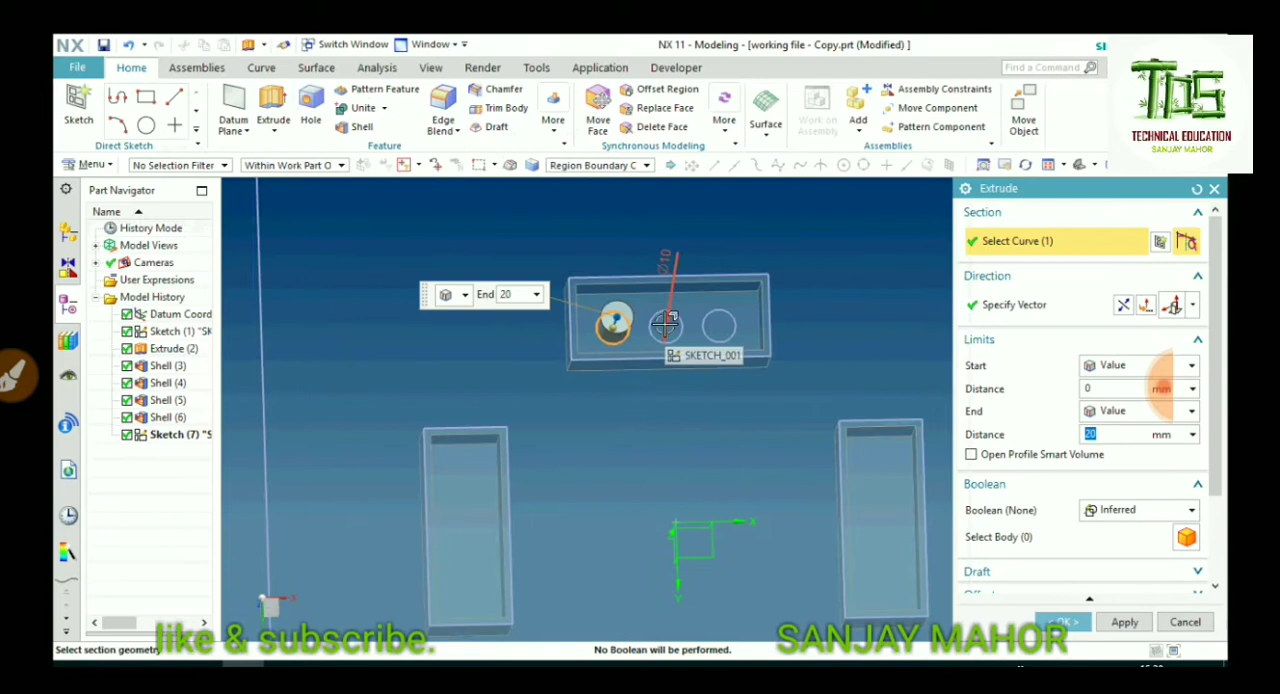 NX Switch Window Window NX 11 - Modeling - [working file - Copy.prt (Modified) ] SI
File Home Assemblies Curve Surface Analysis View Render Tools Application Developer Find a Command
Sketch
Direct Sketch
Datum Plane Extrude Hole
Pattern Feature
Unite
Shell
Edge Blend
Chamfer
Trim Body
Draft
More
Feature
Move Face
Offset Region
Replace Face
Delete Face
More
Synchronous Modeling
Surface
Work on Assembly
Add
Assembly Constraints
Move Component
Pattern Component
Assemblies
Move Object
TECHNICAL EDUCATION
SANJAY MAHOR
Menu No Selection Filter Within Work Part O Region Boundary C
Part Navigator
Name
History Mode
Model Views
Cameras
User Expressions
Model History
Datum Coord
Sketch (1) "SK
Extrude (2)
Shell (3)
Shell (4)
Shell (5)
Shell (6)
Sketch (7) "S
End 20
Ø10
SKETCH_001
X
Y
X
Extrude
Section
Select Curve (1)
Direction
Specify Vector
Limits
Start Value
Distance 0 mm
End Value
Distance 20 mm
Open Profile Smart Volume
Boolean
Boolean (None) Inferred
Select Body (0)
Draft
< OK > Apply Cancel
like & subscribe. SANJAY MAHOR
Select section geometry No Boolean will be performed.